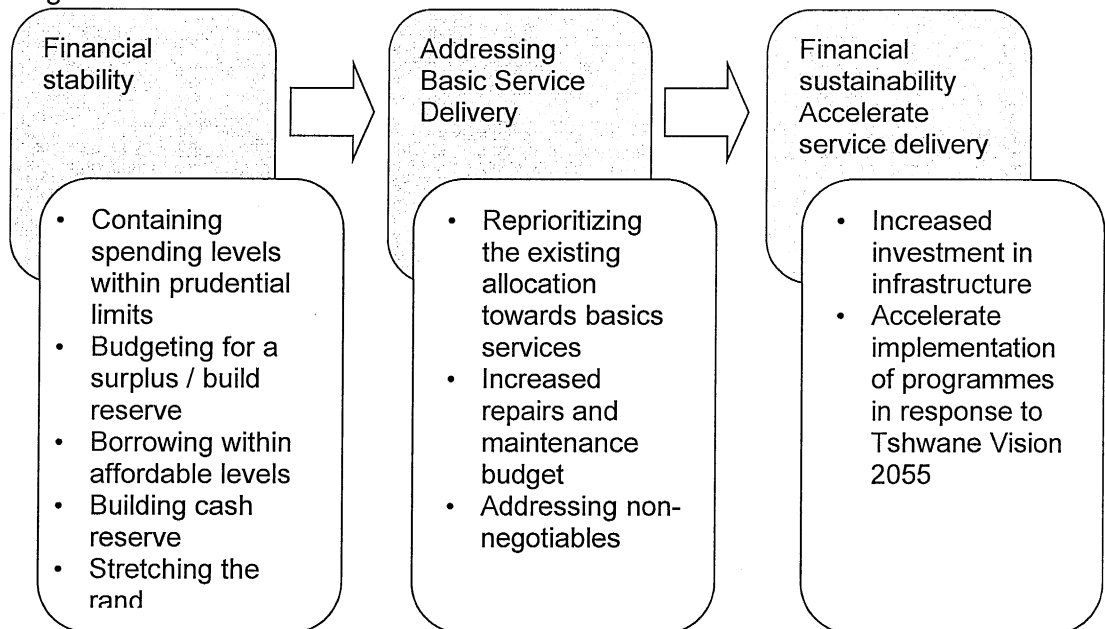 Financial
stability
Addressing
Basic Service
Delivery
Financial
sustainability
Accelerate
service delivery
• Containing
spending levels
within prudential
limits
• Budgeting for a
surplus / build
reserve
• Borrowing within
affordable levels
• Building cash
reserve
• Stretching the
rand
• Reprioritizing
the existing
allocation
towards basics
services
• Increased
repairs and
maintenance
budget
• Addressing non-
negotiables
• Increased
investment in
infrastructure
• Accelerate
implementation
of programmes
in response to
Tshwane Vision
2055